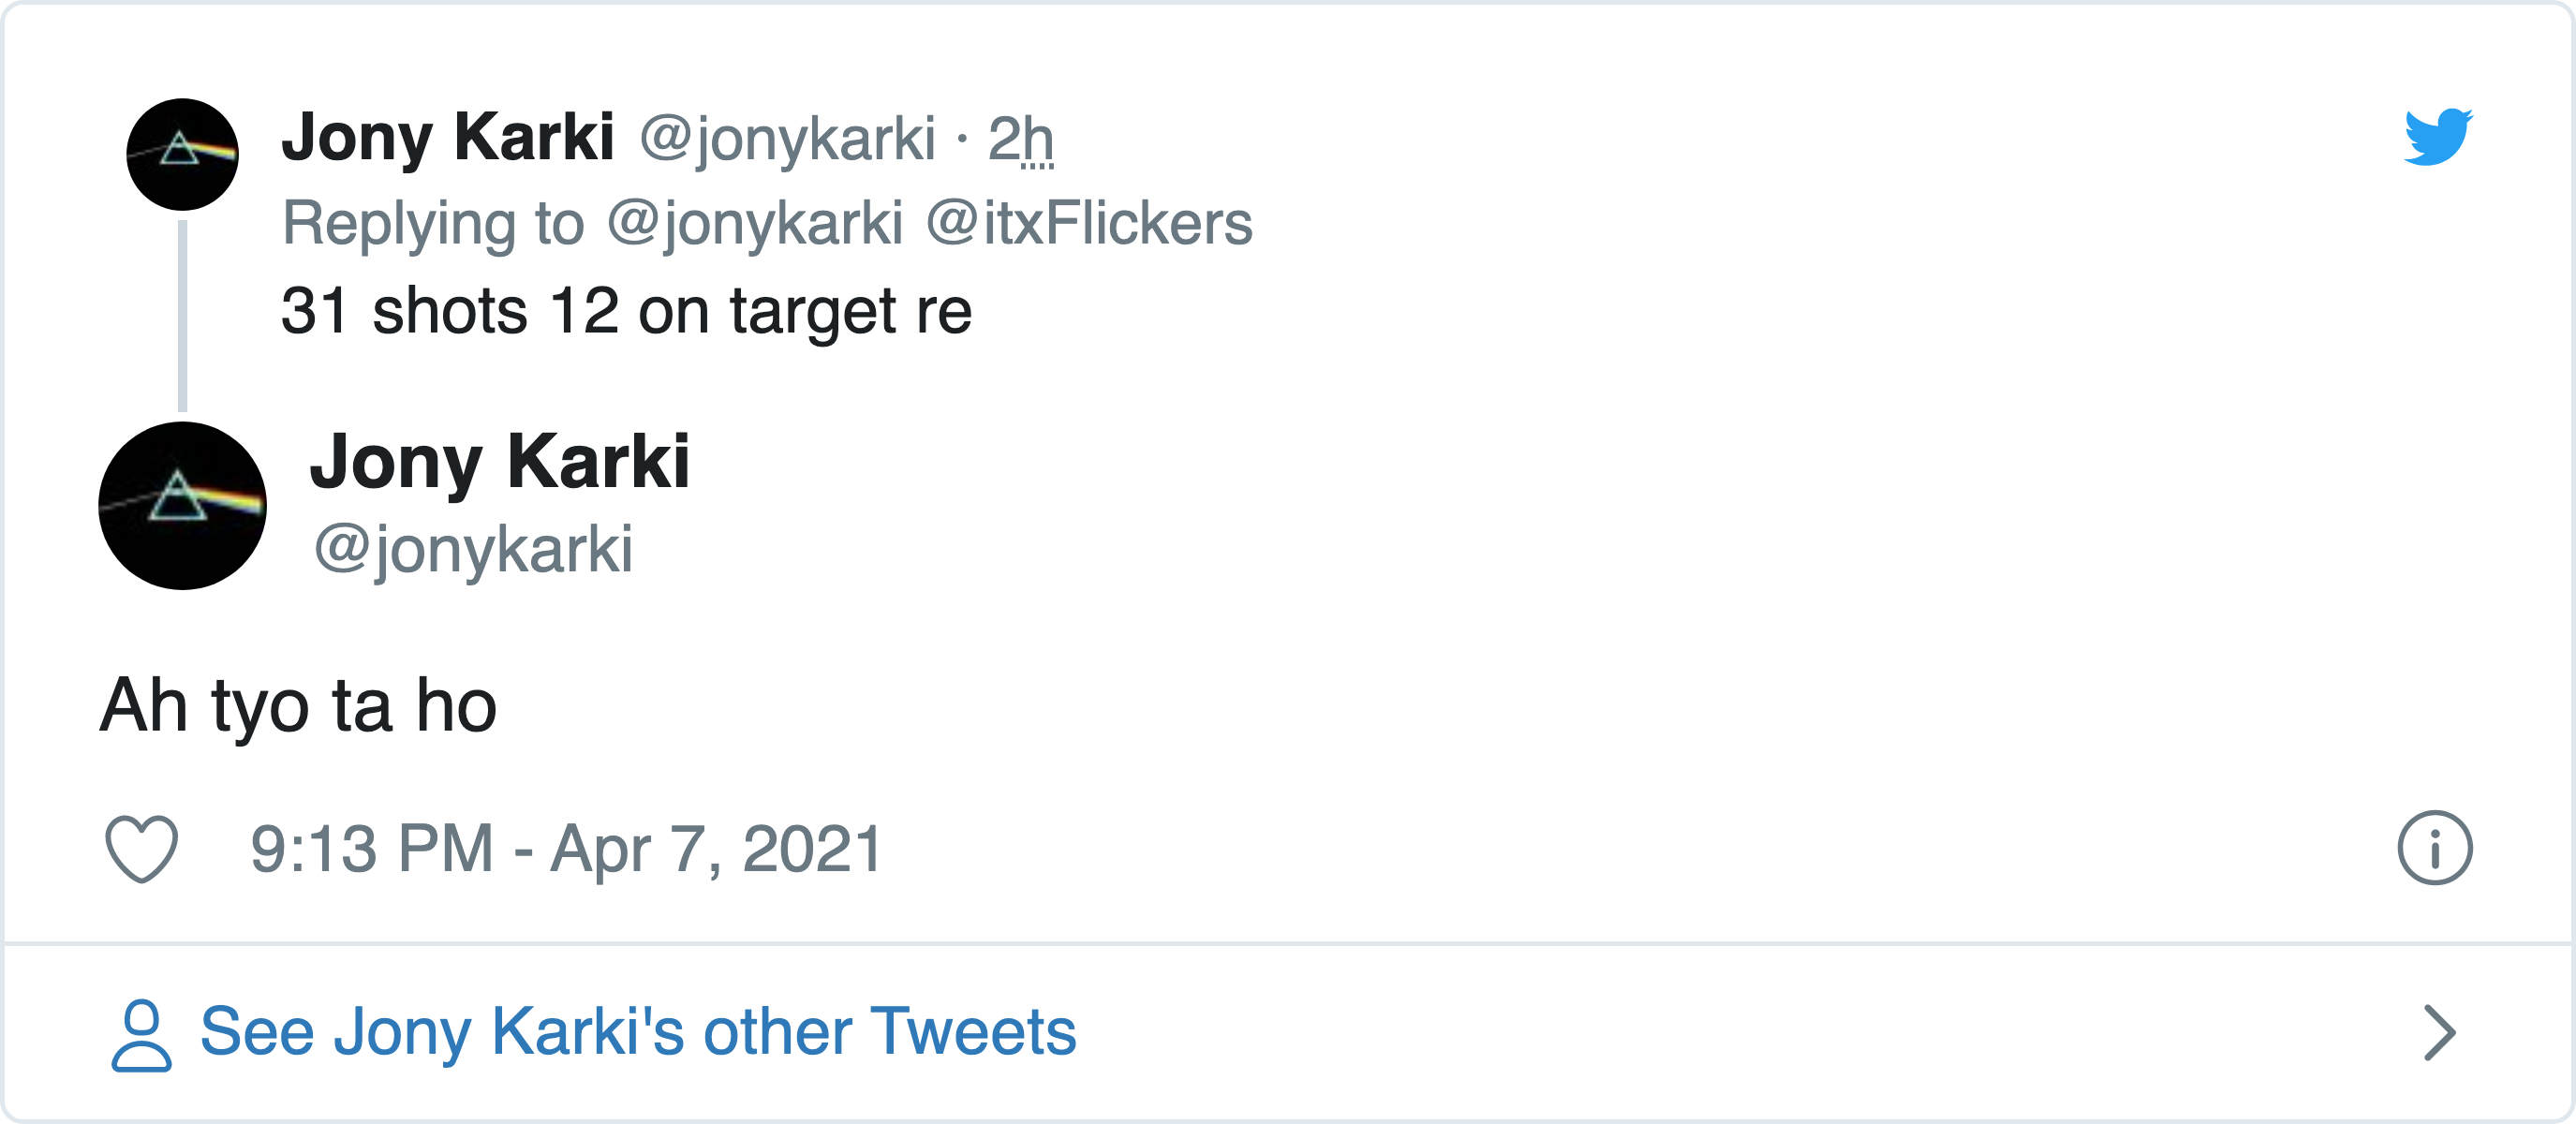 Jony Karki @jonykarki · 2h
Replying to @jonykarki @itxFlickers
31 shots 12 on target re
Jony Karki
@jonykarki
Ah tyo ta ho
9:13 PM - Apr 7, 2021
See Jony Karki's other Tweets